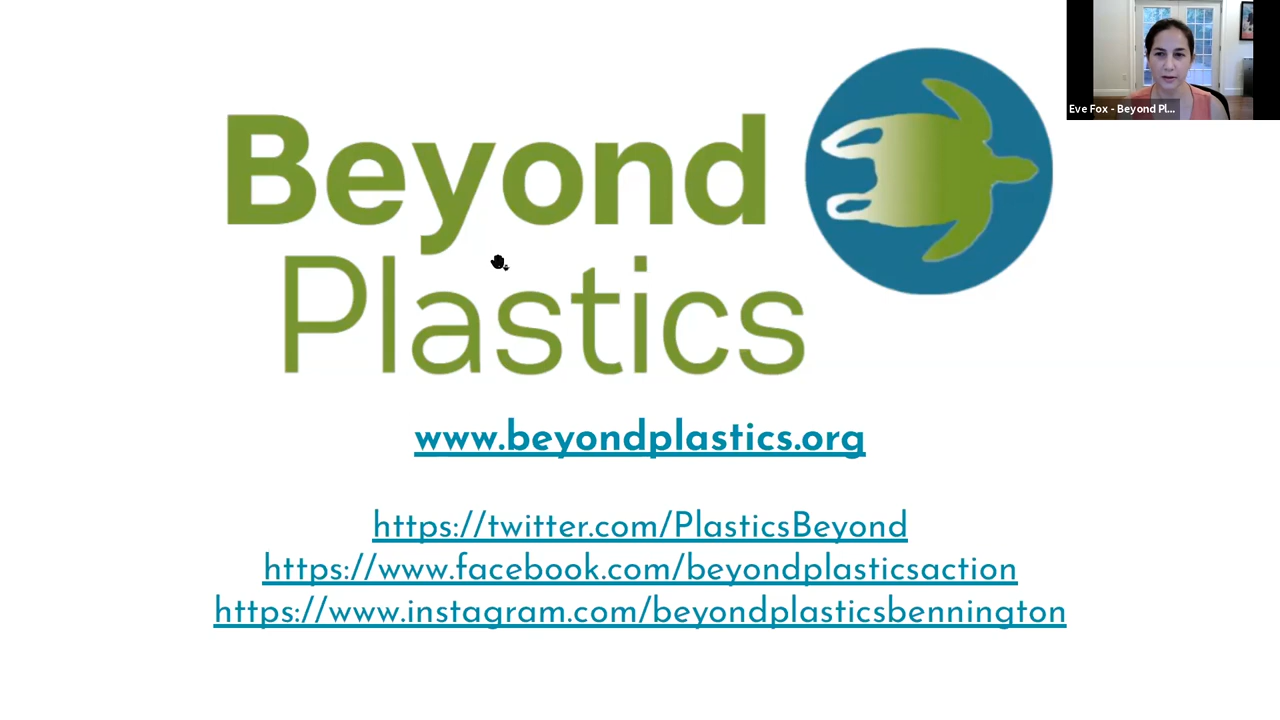 Beyond
Plastics
Eve Fox - Beyond Pl...
www.beyondplastics.org
https://twitter.com/PlasticsBeyond
https://www.facebook.com/beyondplasticsaction
https://www.instagram.com/beyondplasticsbennington